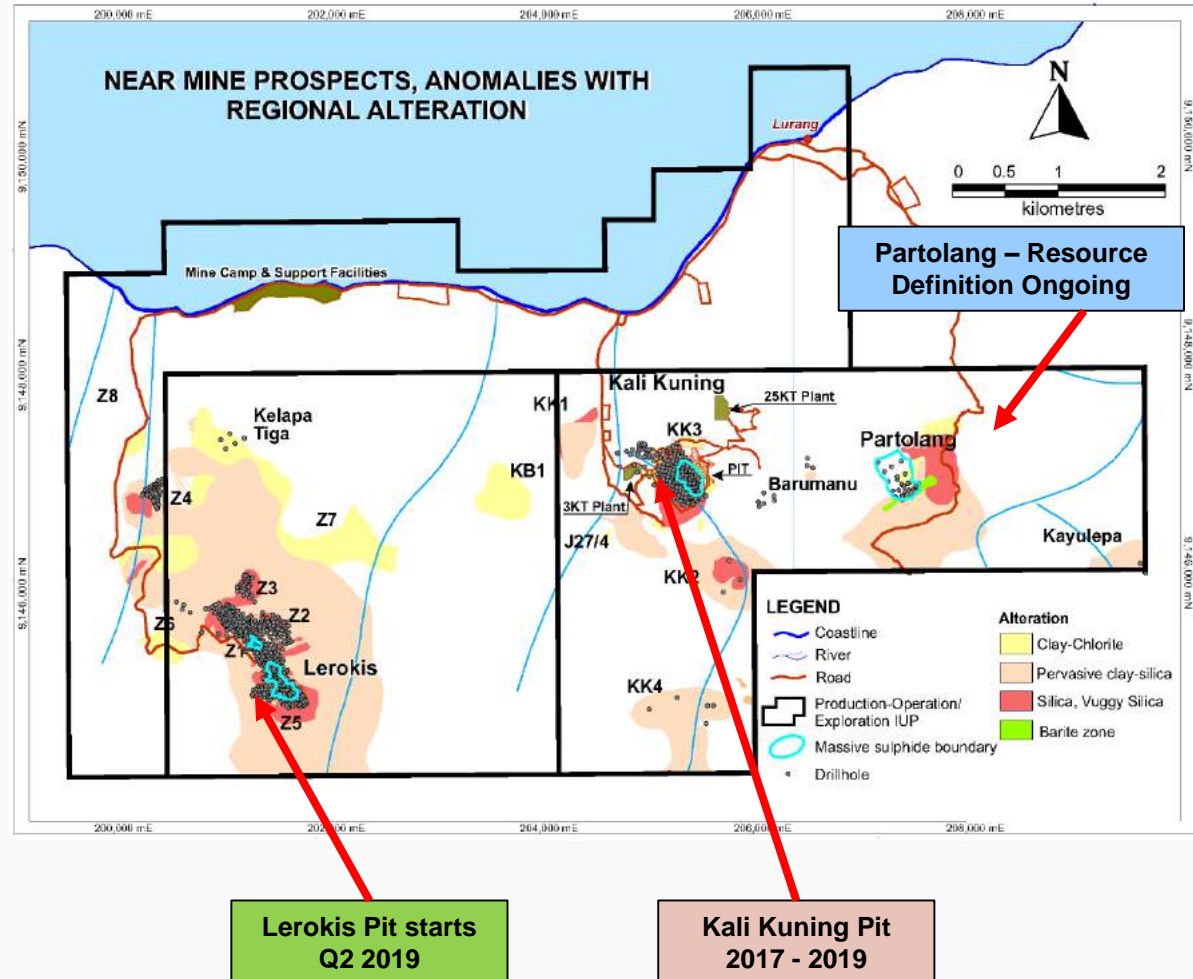 200,000 mE
202,000 mE
204,000 mE
206,000 mE
208,000 mE
NEAR MINE PROSPECTS, ANOMALIES WITH
REGIONAL ALTERATION
N
Lurang
9,150,000 mN
0 0.5 1 2
kilometres
Partolang – Resource
Definition Ongoing
Mine Camp & Support Facilities
9,148,000 mN
9,148,000 mN
Z8
Kali Kuning
25KT Plant
Kelapa
Tiga
KK1
KK3
Partolang
PIT
KB1
Z4
Barumanu
3KT Plant
Z7
J27/4
Kayulepa
KK2
9,146,000 mN
9,146,000 mN
Z3
Z6
Z2
Z1
Lerokis
Z5
KK4
LEGEND
Coastline
River
Road
Production-Operation/
Exploration IUP
Massive sulphide boundary
Drillhole
Alteration
Clay-Chlorite
Pervasive clay-silica
Silica, Vuggy Silica
Barite zone
200,000 mE
202,000 mE
204,000 mE
206,000 mE
208,000 mE
Lerokis Pit starts
Q2 2019
Kali Kuning Pit
2017 - 2019